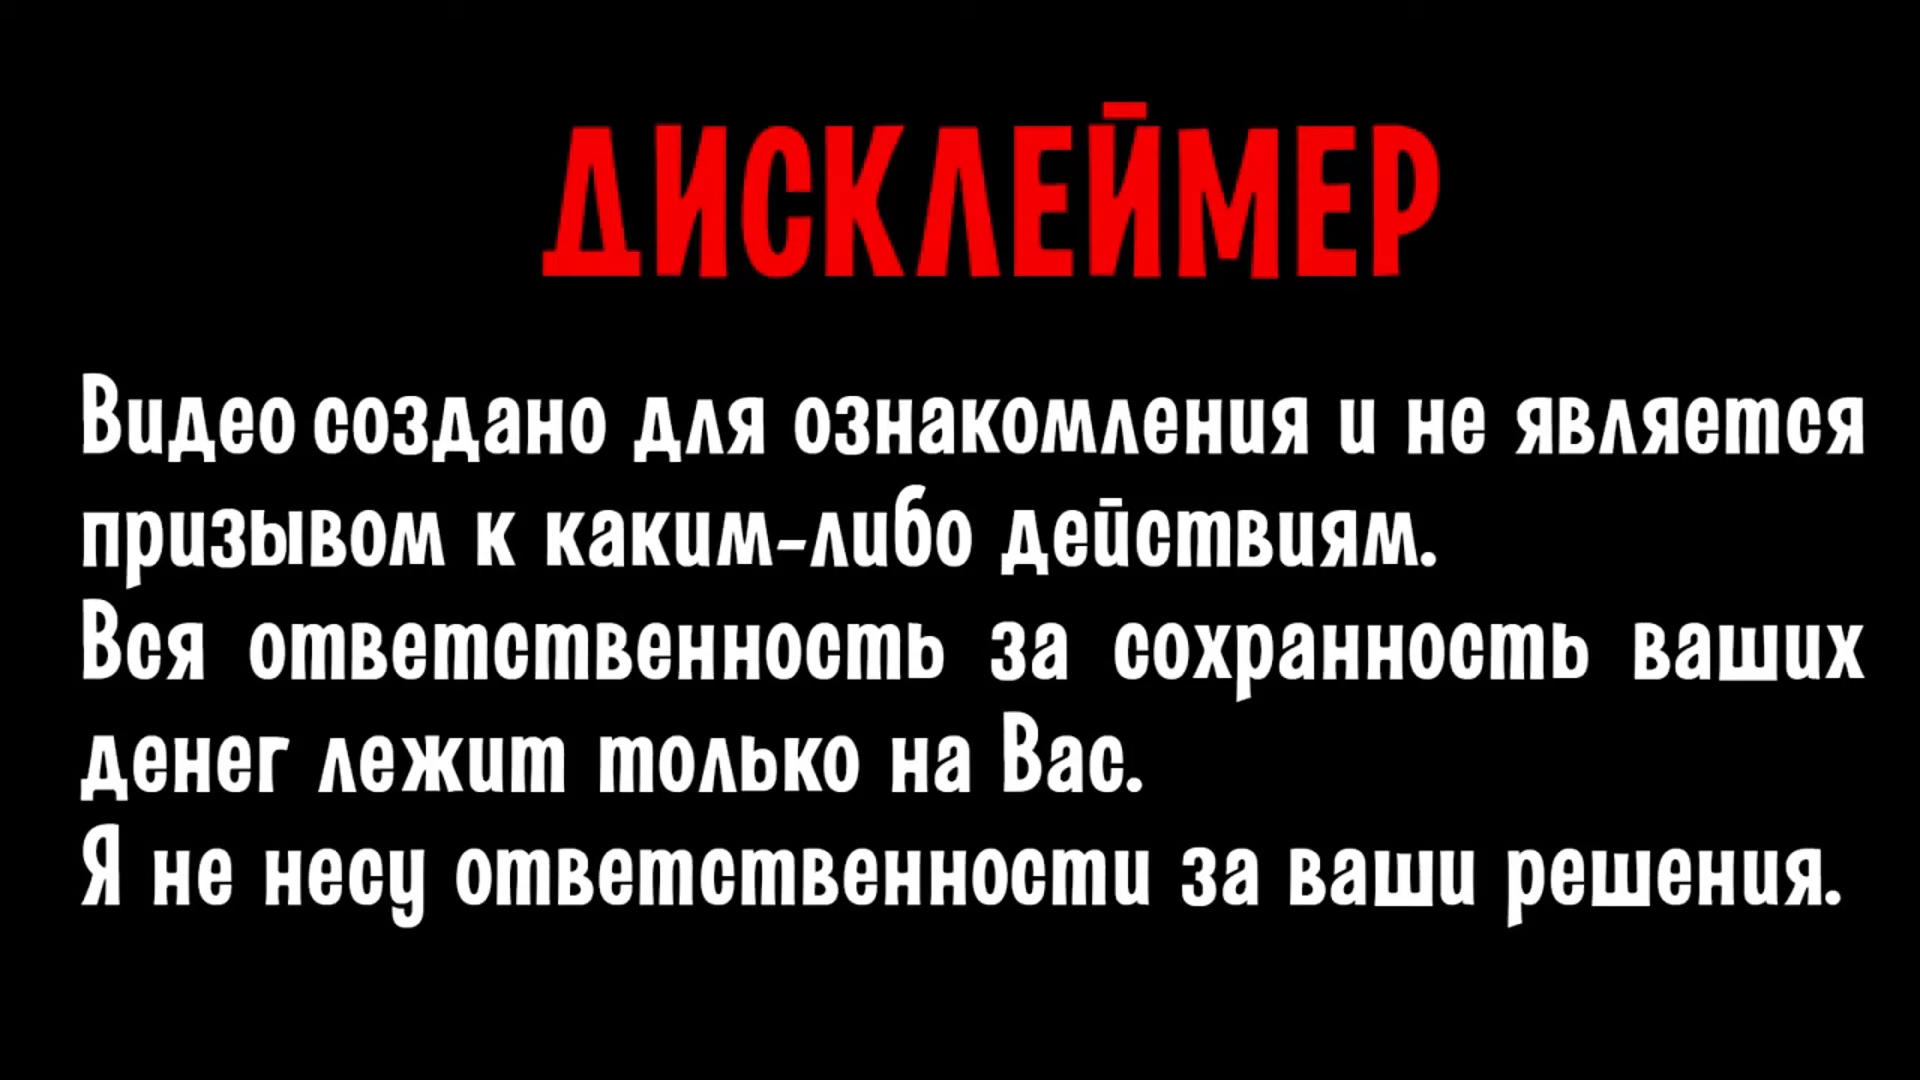 ДИСКЛЕЙМЕР
Видео создано для ознакомления и не является
призывом к каким-либо действиям.
Вся ответственность за сохранность ваших
денег лежит только на Вас.
Я не несу ответственности за ваши решения.